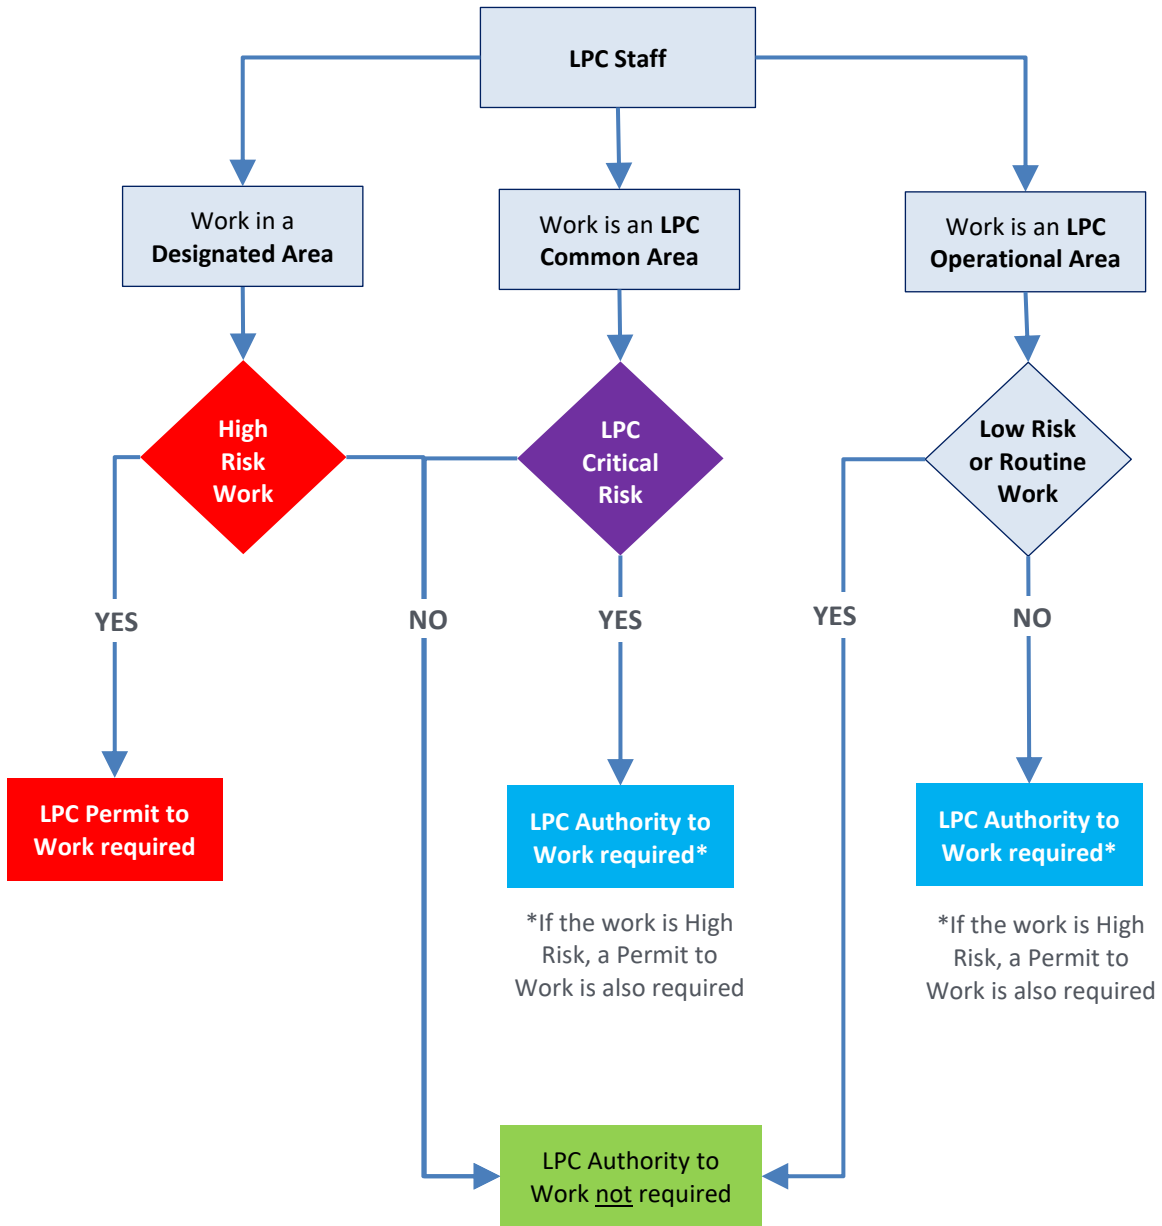 LPC Staff
Work in a
Designated Area
Work is an LPC
Common Area
Work is an LPC
Operational Area
High
Risk
Work
LPC
Critical
Risk
Low Risk
or Routine
Work
YES
NO
YES
YES
NO
LPC Permit to
Work required
LPC Authority to
Work required*
*If the work is High
Risk, a Permit to
Work is also required
LPC Authority to
Work required*
*If the work is High
Risk, a Permit to
Work is also required
LPC Authority to
Work not required